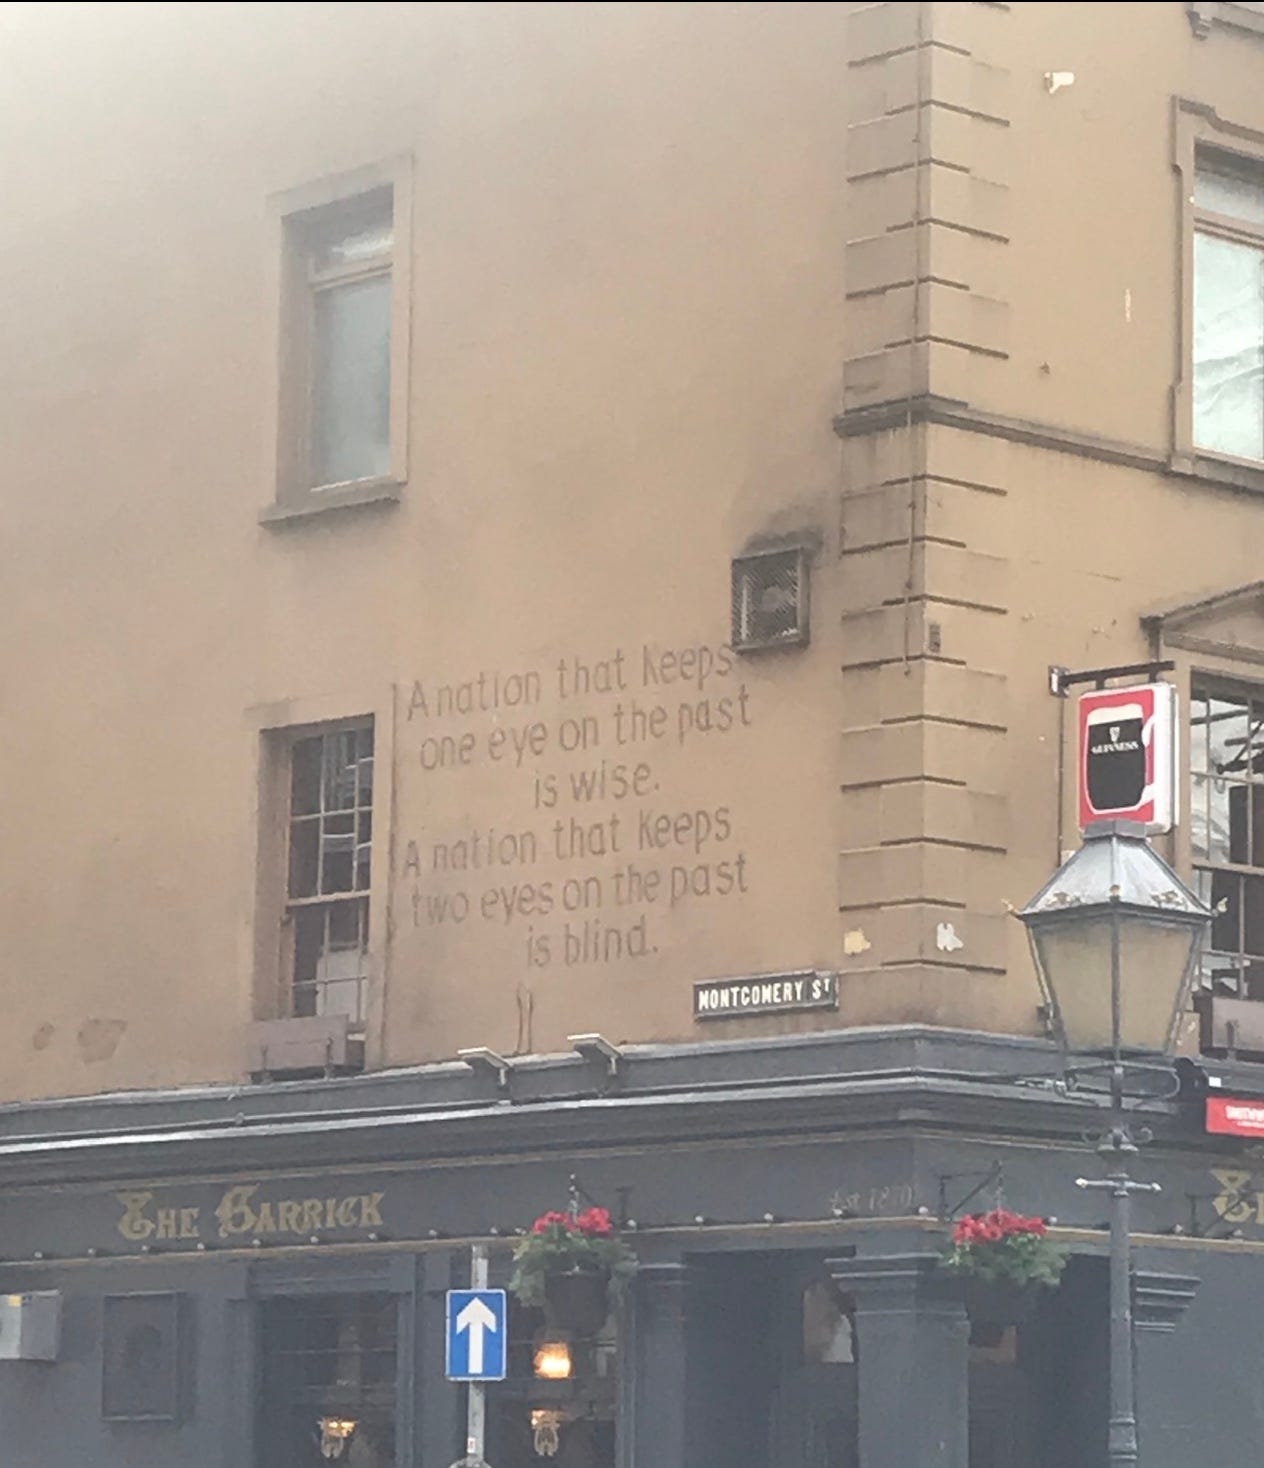 A nation that Keeps
one eye on the past
is wise.
A nation that Keeps
two eyes on the past
is blind.
GUINNESS
MONTGOMERY ST
THE GARRICK
Est 1870